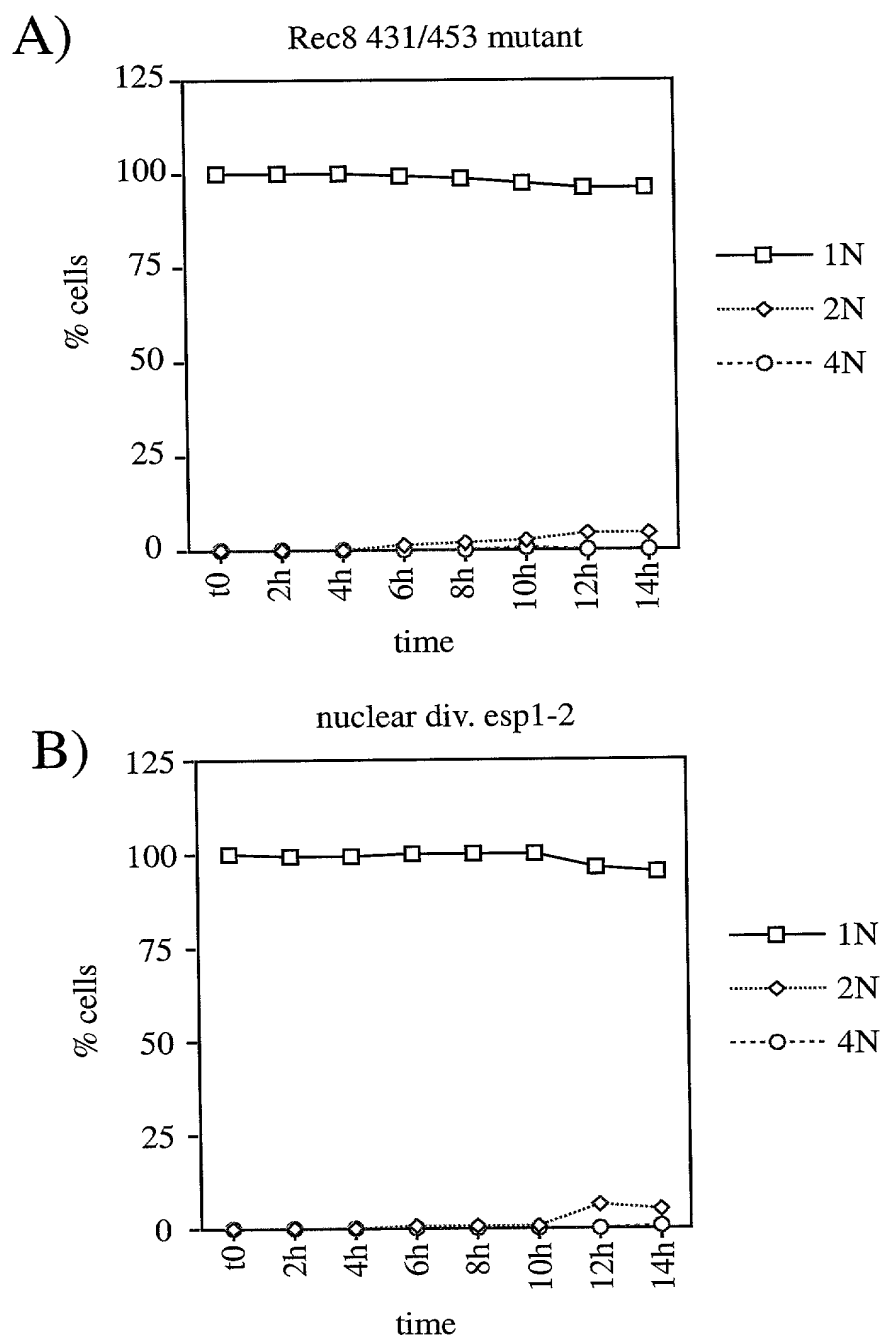 A)
Rec8 431/453 mutant
125
100
75
50
25
0
% cells
t0 2h 4h 6h 8h 10h 12h 14h
time
1N
2N
4N
B)
nuclear div. esp1-2
125
100
75
50
25
0
% cells
t0 2h 4h 6h 8h 10h 12h 14h
time
1N
2N
4N